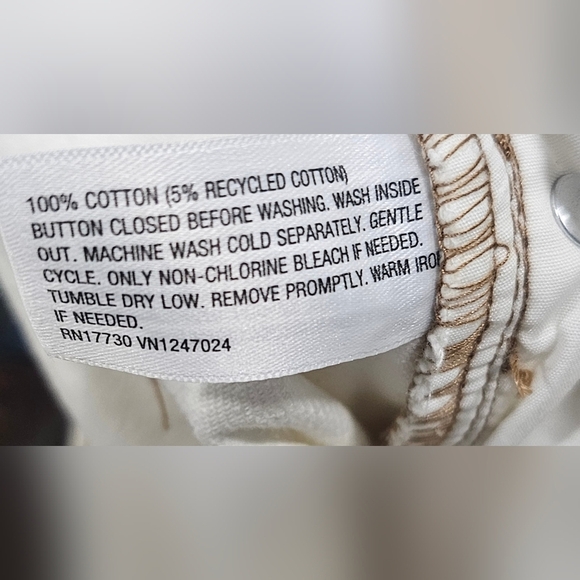 100% COTTON (5% RECYCLED COTTON)
BUTTON CLOSED BEFORE WASHING. WASH INSIDE
OUT. MACHINE WASH COLD SEPARATELY. GENTLE
CYCLE. ONLY NON-CHLORINE BLEACH IF NEEDED.
TUMBLE DRY LOW. REMOVE PROMPTLY. WARM IRO
IF NEEDED.
RN17730 VN1247024